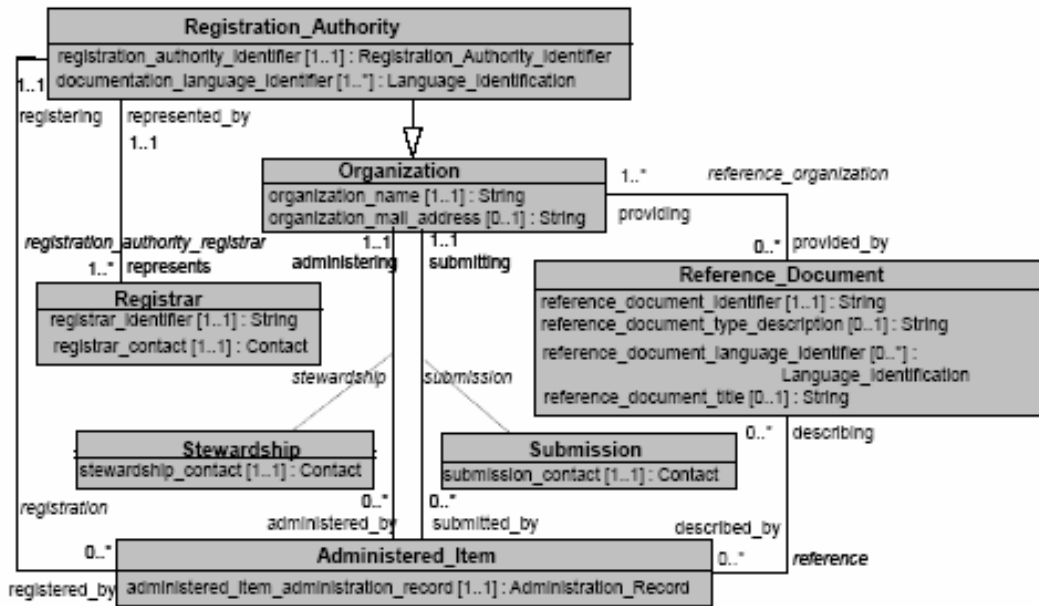 Registration_Authority
registration_authority_identifier [1..1] : Registration_Authority_Identifier
documentation_language_identifier [1..*] : Language_Identification
1..1
registering
represented_by
1..1
Organization
organization_name [1..1] : String
organization_mail_address [0..1] : String
1..*
reference_organization
providing
1..1
1..1
administering
submitting
0..*
provided_by
registration_authority_registrar
1..*
represents
Registrar
registrar_identifier [1..1] : String
registrar_contact [1..1] : Contact
Reference_Document
reference_document_identifier [1..1] : String
reference_document_type_description [0..1] : String
reference_document_language_identifier [0..*] :
Language_Identification
reference_document_title [0..1] : String
stewardship
submission
0..*
describing
Stewardship
stewardship_contact [1..1] : Contact
Submission
submission_contact [1..1] : Contact
registration
0..*
0..*
administered_by
submitted_by
described_by
0..*
0..*
reference
registered_by
Administered_Item
administered_item_administration_record [1..1] : Administration_Record